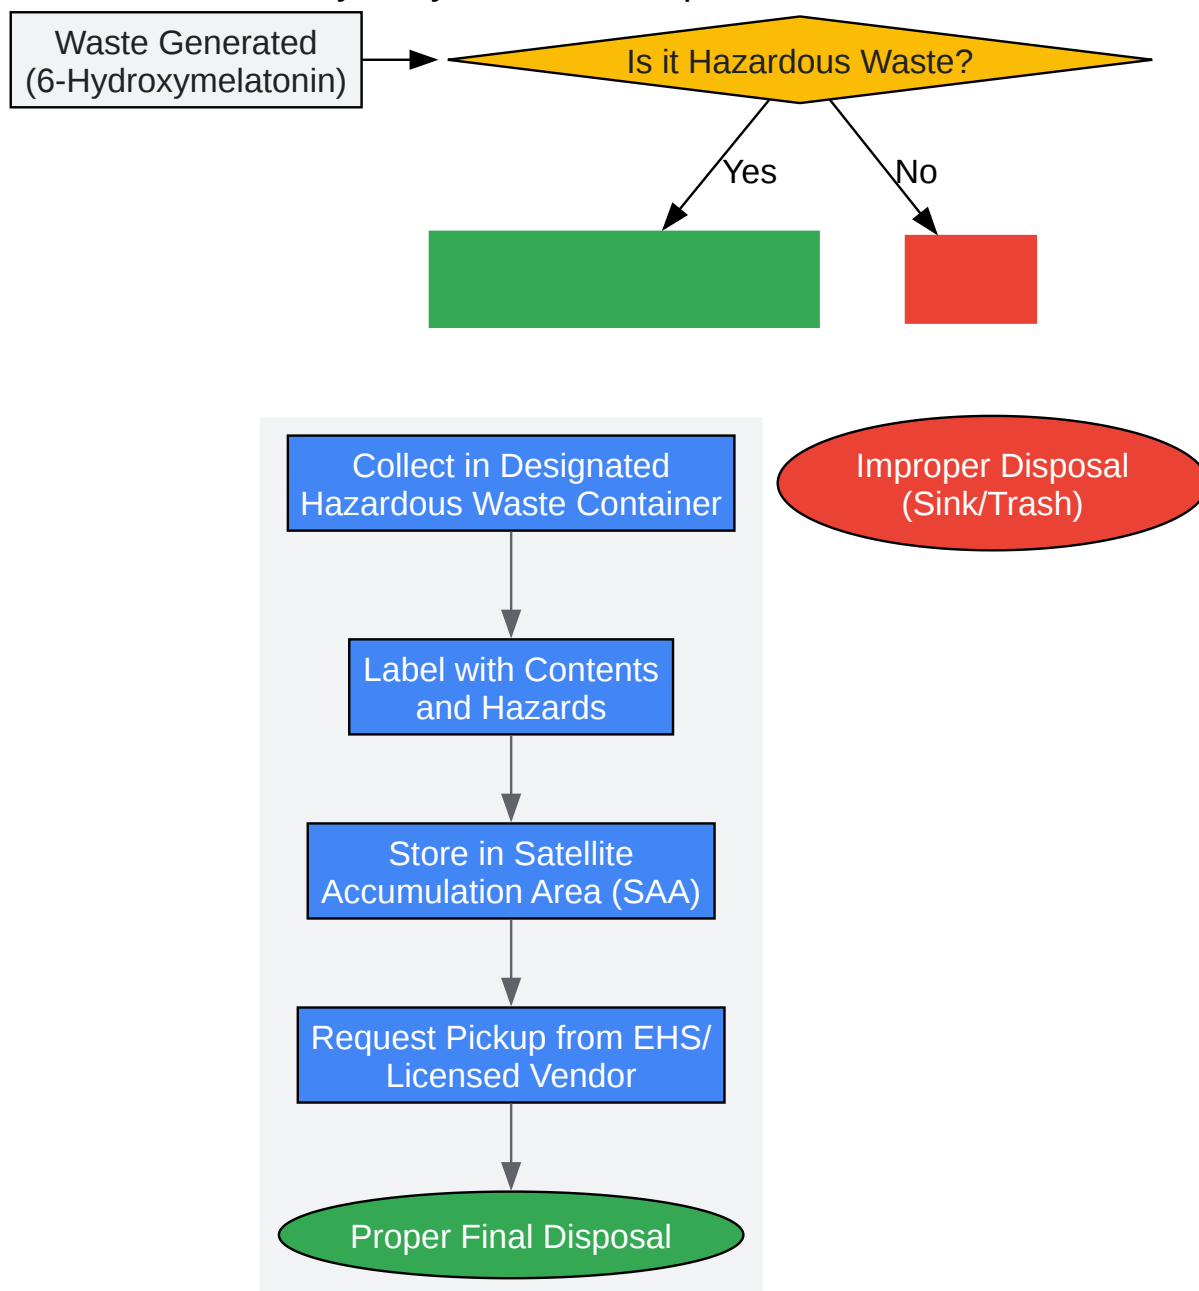 Waste Generated
(6-Hydroxymelatonin)
Is it Hazardous Waste?
Yes
No
Collect in Designated
Hazardous Waste Container
Improper Disposal
(Sink/Trash)
Label with Contents
and Hazards
Store in Satellite
Accumulation Area (SAA)
Request Pickup from EHS/
Licensed Vendor
Proper Final Disposal